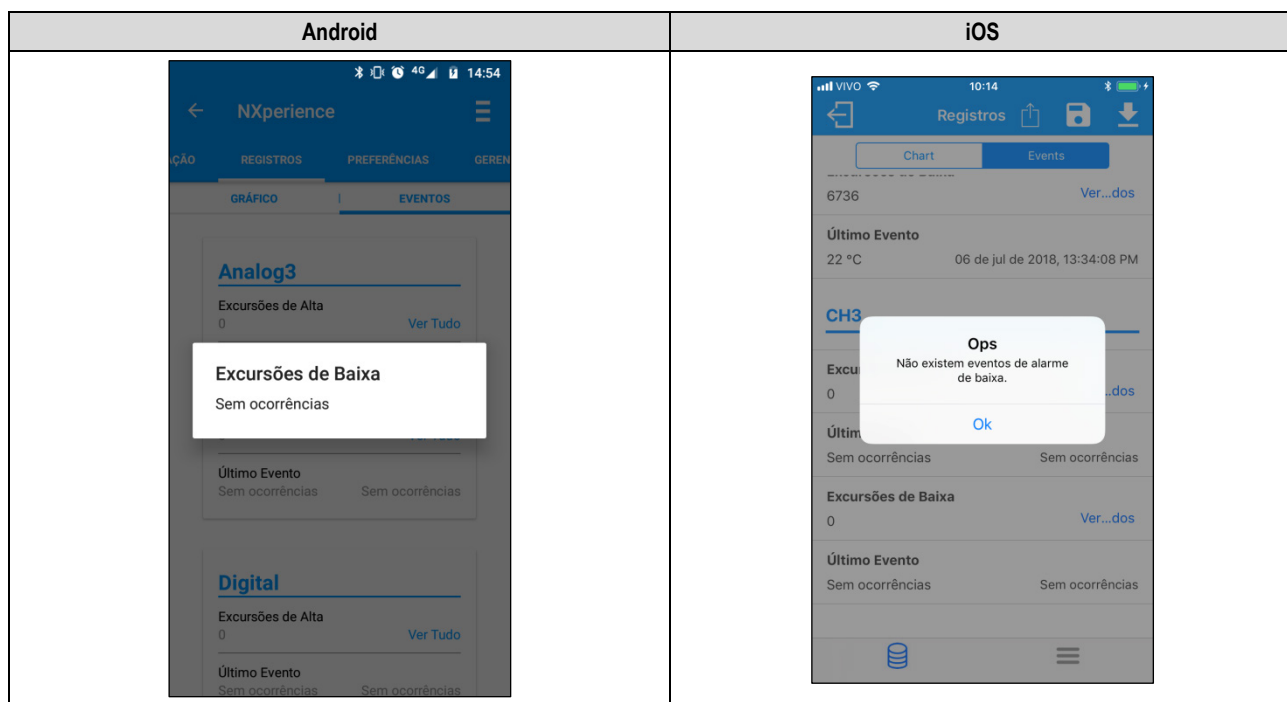 Android
iOS
4G 14:54
NXperience
AÇÃO REGISTROS PREFERÊNCIAS GEREN
GRÁFICO EVENTOS
Analog3
Excursões de Alta
0 Ver Tudo
Excursões de Baixa
Sem ocorrências
Último Evento
Sem ocorrências Sem ocorrências
Digital
Excursões de Alta
0 Ver Tudo
Último Evento
Sem ocorrências Sem ocorrências
VIVO 10:14
Registros
Chart Events
6736 Ver...dos
Último Evento
22 °C 06 de jul de 2018, 13:34:08 PM
CH3
Ops
Não existem eventos de alarme
de baixa.
Ok
Excu
0 ..dos
Últim
Sem ocorrências Sem ocorrências
Excursões de Baixa
0 Ver...dos
Último Evento
Sem ocorrências Sem ocorrências